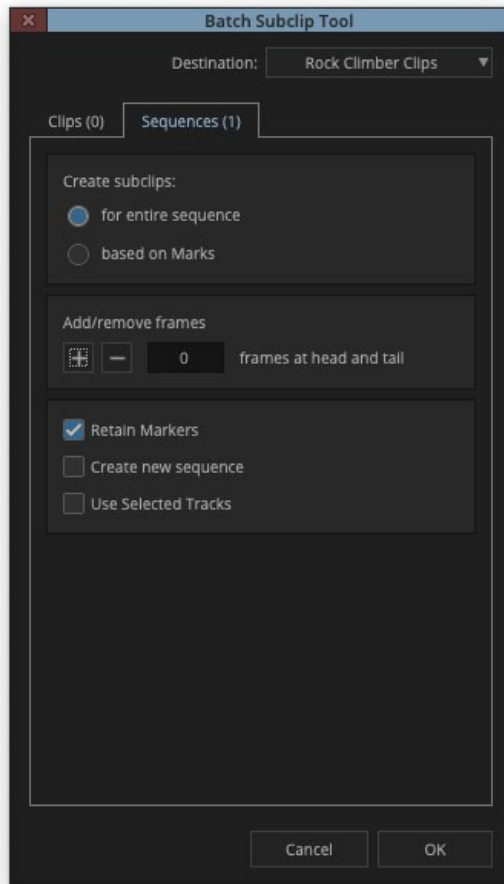 Batch Subclip Tool
Destination: Rock Climber Clips
Clips (0) Sequences (1)
Create subclips:
for entire sequence
based on Marks
Add/remove frames
0 frames at head and tail
Retain Markers
Create new sequence
Use Selected Tracks
Cancel OK